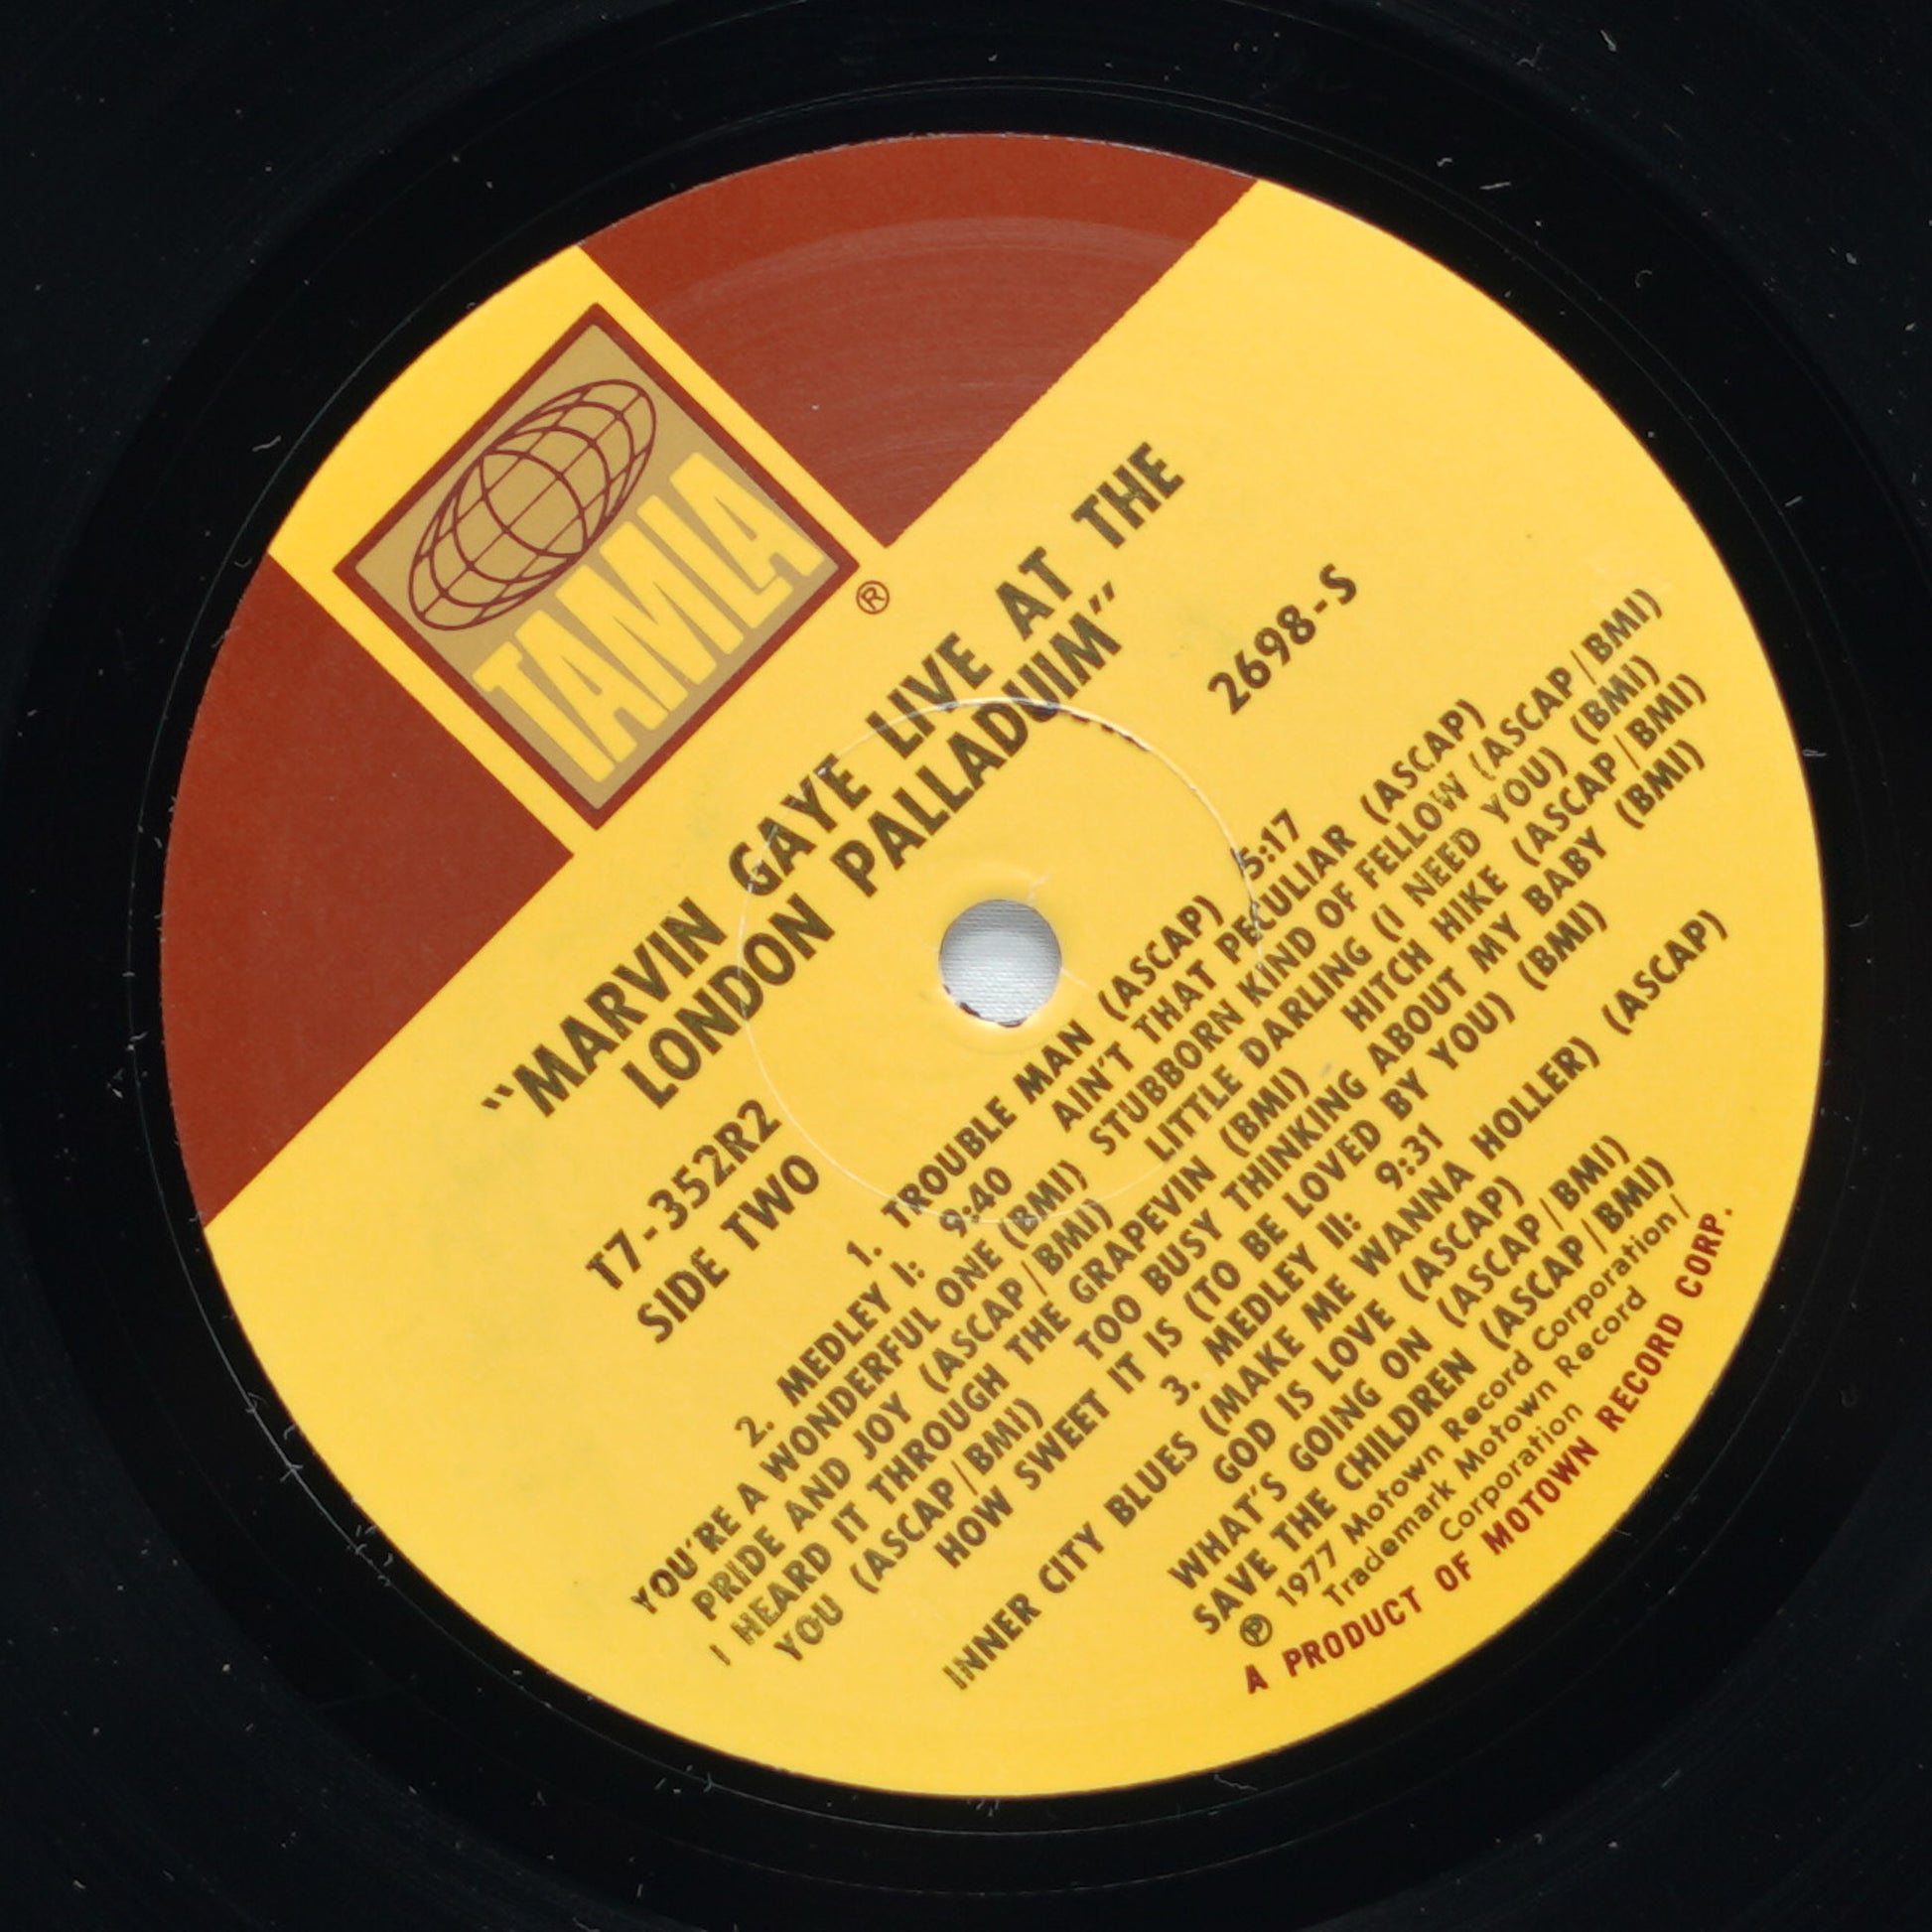 TAMLA
®
"MARVIN GAYE LIVE AT THE
LONDON PALLADUIM"
T7-352R2
SIDE TWO
2698-S
1. TROUBLE MAN (ASCAP) 5:17
2. MEDLEY I: 9:40 AIN'T THAT PECULIAR (ASCAP)
YOU'RE A WONDERFUL ONE (BMI) STUBBORN KIND OF FELLOW (ASCAP/BMI)
PRIDE AND JOY (ASCAP/BMI) LITTLE DARLING (I NEED YOU) (BMI)
I HEARD IT THROUGH THE GRAPEVIN (BMI) HITCH HIKE (ASCAP/BMI)
YOU (ASCAP/BMI) TOO BUSY THINKING ABOUT MY BABY (BMI)
HOW SWEET IT IS (TO BE LOVED BY YOU) (BMI)
3. MEDLEY II: 9:31
INNER CITY BLUES (MAKE ME WANNA HOLLER) (ASCAP)
GOD IS LOVE (ASCAP)
WHAT'S GOING ON (ASCAP/BMI)
SAVE THE CHILDREN (ASCAP/BMI)
℗ 1977 Motown Record Corporation/
Trademark Motown Record
Corporation
A PRODUCT OF MOTOWN RECORD CORP.